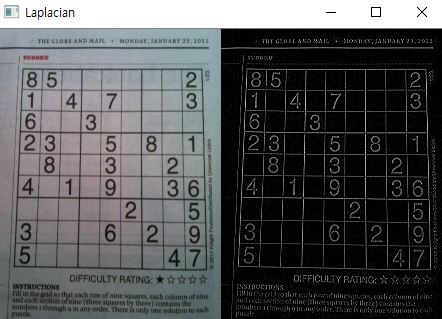 Laplacian
THE GLOBE AND MAIL • MONDAY, JANUARY 23, 2012
SUDOKU
8 5 2
1 4 7 3
6 3
2 3 5 8 1
8 3 2
4 1 9 3 6
2 5
3 6 2 9
5 4 7
DIFFICULTY RATING: ★☆☆☆☆
INSTRUCTIONS
Fill in the grid so that each row of nine squares, each column of nine
and each section of nine (three squares by three) contains the
numbers 1 through 9 in any order. There is only one solution to each
puzzle.
THE GLOBE AND MAIL • MONDAY, JANUARY 23, 2012
SUDOKU
8 5 2
1 4 7 3
6 3
2 3 5 8 1
8 3 2
4 1 9 3 6
2 5
3 6 2 9
5 4 7
DIFFICULTY RATING: ★☆☆☆☆
INSTRUCTIONS
Fill in the grid so that each row of nine squares, each column of nine
and each section of nine (three squares by three) contains the
numbers 1 through 9 in any order. There is only one solution to each
puzzle.